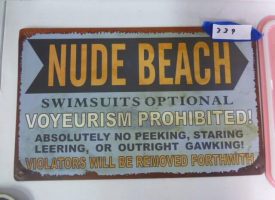 339
NUDE BEACH
SWIMSUITS OPTIONAL
VOYEURISM PROHIBITED!
ABSOLUTELY NO PEEKING, STARING
LEERING, OR OUTRIGHT GAWKING!
VIOLATORS WILL BE REMOVED FORTHWITH